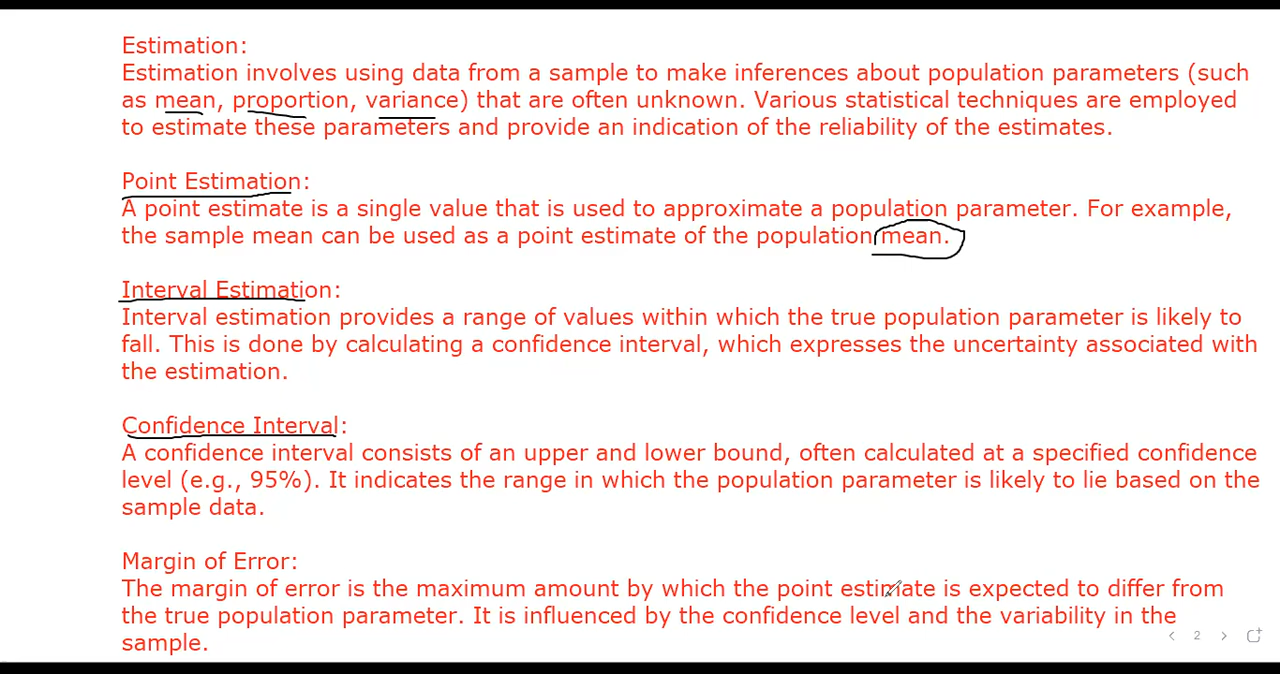 Estimation:
Estimation involves using data from a sample to make inferences about population parameters (such
as mean, proportion, variance) that are often unknown. Various statistical techniques are employed
to estimate these parameters and provide an indication of the reliability of the estimates.
Point Estimation:
A point estimate is a single value that is used to approximate a population parameter. For example,
the sample mean can be used as a point estimate of the population mean.
Interval Estimation:
Interval estimation provides a range of values within which the true population parameter is likely to
fall. This is done by calculating a confidence interval, which expresses the uncertainty associated with
the estimation.
Confidence Interval:
A confidence interval consists of an upper and lower bound, often calculated at a specified confidence
level (e.g., 95%). It indicates the range in which the population parameter is likely to lie based on the
sample data.
Margin of Error:
The margin of error is the maximum amount by which the point estimate is expected to differ from
the true population parameter. It is influenced by the confidence level and the variability in the
sample.
2